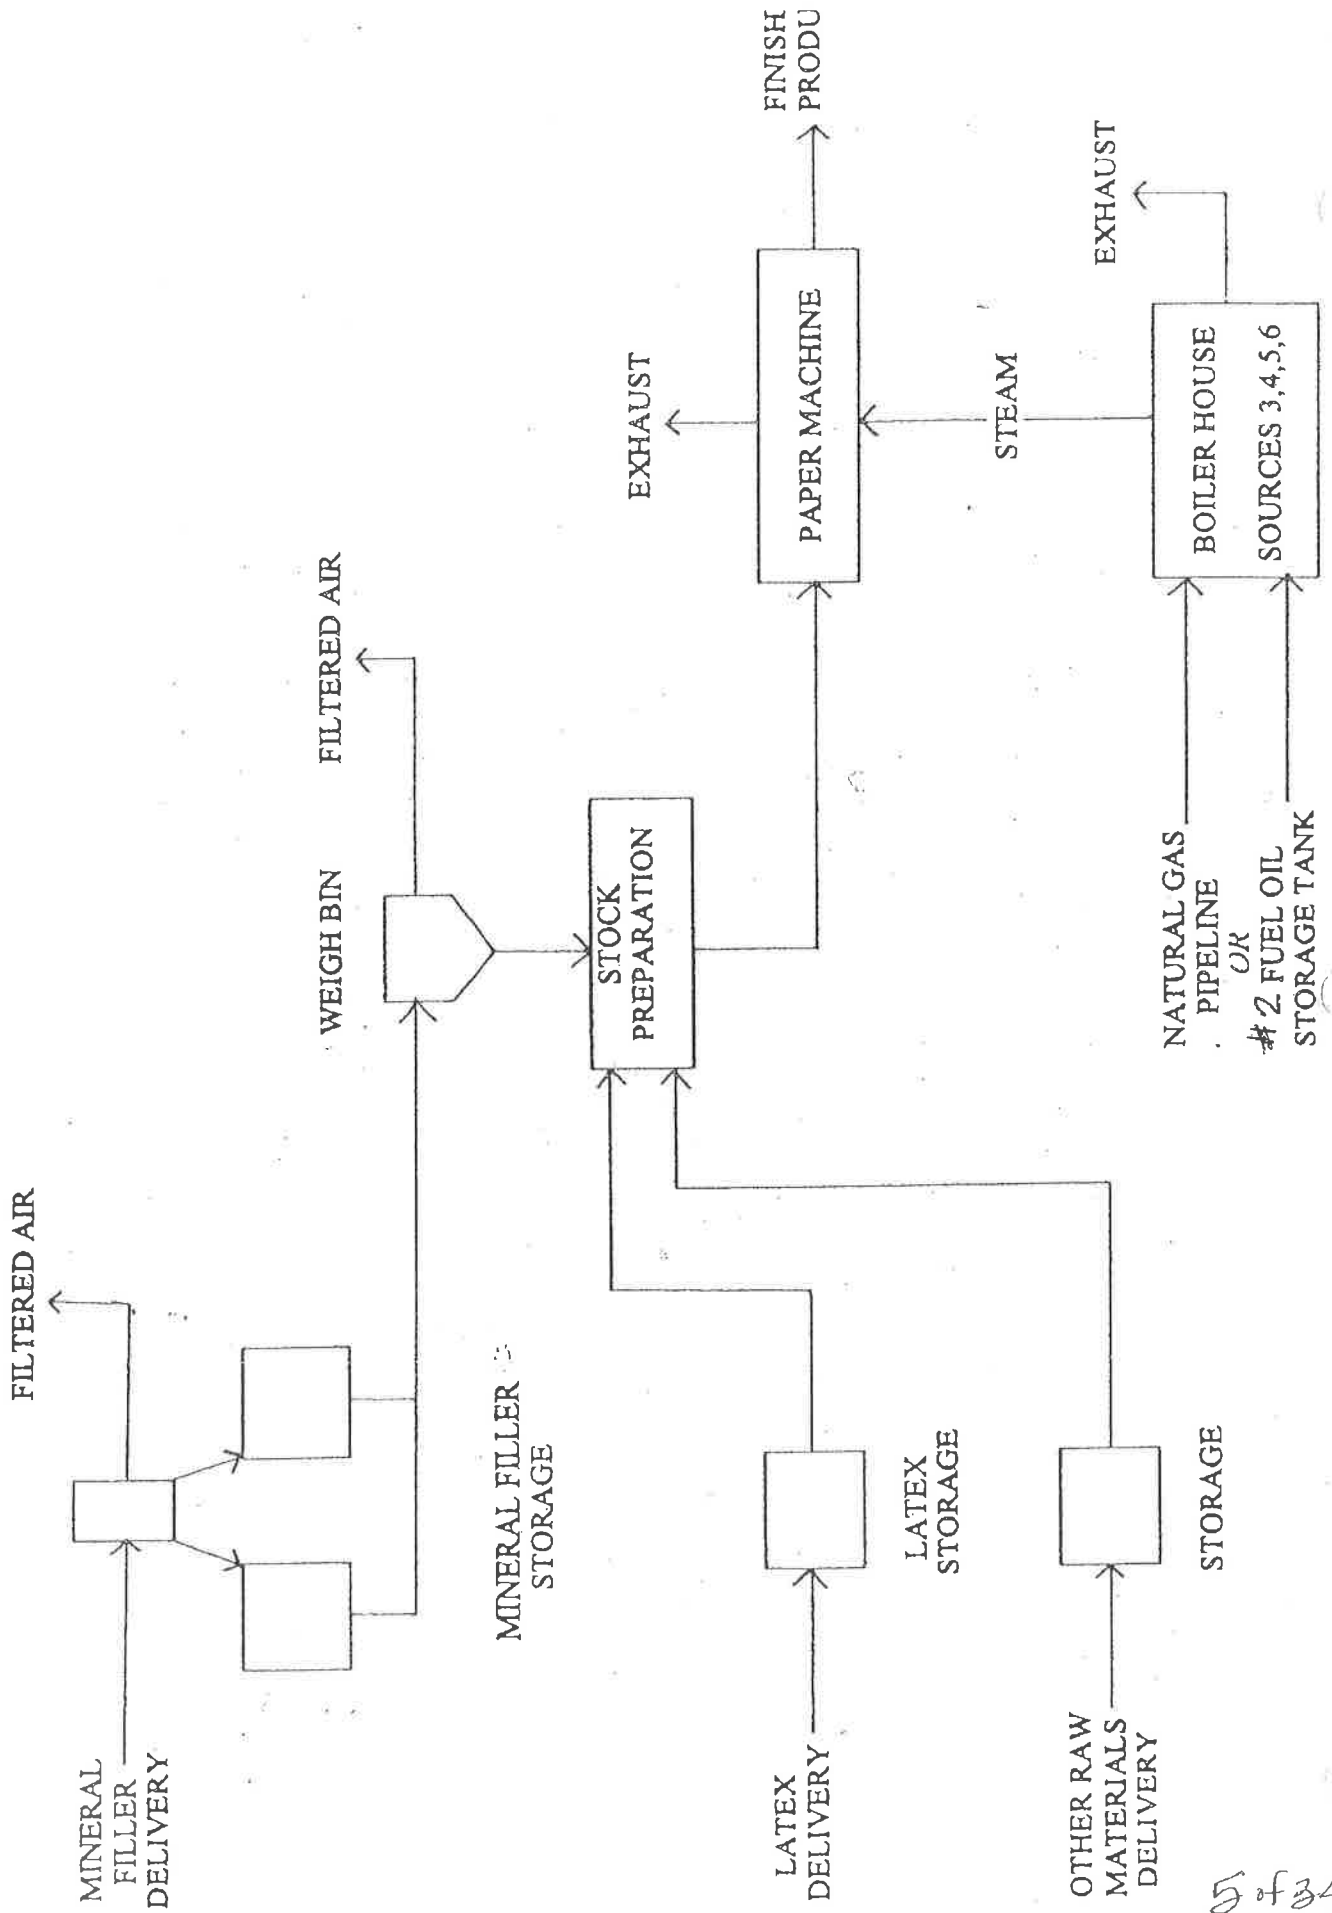 FILTERED AIR
MINERAL
FILLER
DELIVERY
MINERAL FILLER
STORAGE
WEIGH BIN
FILTERED AIR
LATEX
DELIVERY
LATEX
STORAGE
STOCK
PREPARATION
OTHER RAW
MATERIALS
DELIVERY
STORAGE
EXHAUST
PAPER MACHINE
FINISH
PRODU
STEAM
NATURAL GAS
PIPELINE
OR
#2 FUEL OIL
STORAGE TANK
BOILER HOUSE
SOURCES 3,4,5,6
EXHAUST
5 of 34